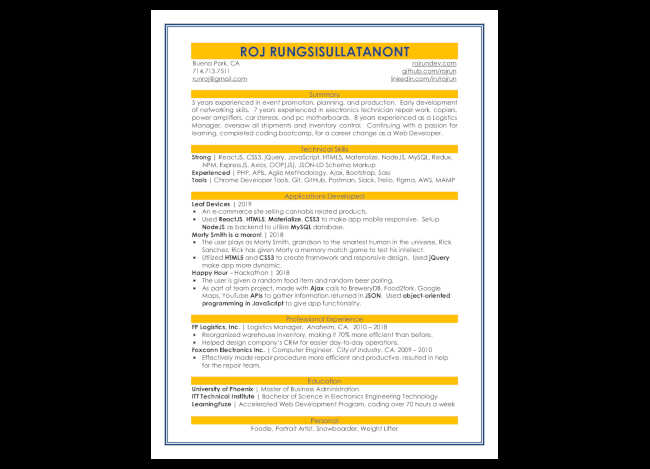 ROJ RUNGSISULLATANONT
Buena Park, CA rojrundev.com
714.713.7511 github.com/rojrun
runroj@gmail.com linkedin.com/in/rojrun
Summary
5 years experienced in event promotion, planning, and production. Early development
of networking skills. 7 years experienced in electronics technician repair work, copiers,
power amplifiers, car stereos, and pc motherboards. 8 years experienced as a Logistics
Manager, oversaw all shipments and inventory control. Continuing with a passion for
learning, completed coding bootcamp, for a career change as a Web Developer.
Technical Skills
Strong | ReactJS, CSS3, jQuery, JavaScript, HTML5, Materialize, NodeJS, MySQL, Redux,
NPM, ExpressJS, Axios, OOP(JS), JSON-LD Schema Markup
Experienced | PHP, APIs, Agile Methodology, Ajax, Bootstrap, Sass
Tools | Chrome Developer Tools, Git, GitHub, Postman, Slack, Trello, Figma, AWS, MAMP
Applications Developed
Leaf Devices | 2019
• An e-commerce site selling cannabis related products.
• Used ReactJS, HTML5, Materialize, CSS3 to make app mobile responsive. Setup
NodeJS as backend to utilize MySQL database.
Morty Smith is a moron! | 2018
• The user plays as Morty Smith, grandson to the smartest human in the universe, Rick
Sanchez. Rick has given Morty a memory match game to test his intellect.
• Utilized HTML5 and CSS3 to create framework and responsive design. Used jQuery
make app more dynamic.
Happy Hour – Hackathon | 2018
• The user is given a random food item and random beer pairing.
• As part of team project, made with Ajax calls to BreweryDB, Food2fork, Google
Maps, YouTube APIs to gather information returned in JSON. Used object-oriented
programming in JavaScript to give app functionality.
Professional Experience
FF Logistics, Inc. | Logistics Manager, Anaheim, CA, 2010 – 2018
• Reorganized warehouse inventory, making it 70% more efficient than before.
• Helped design company's CRM for easier day-to-day operations.
Foxconn Electronics Inc. | Computer Engineer, City of Industry, CA, 2009 – 2010
• Effectively made repair procedure more efficient and productive, resulted in help
for the repair team.
Education
University of Phoenix | Master of Business Administration
ITT Technical Institute | Bachelor of Science in Electronics Engineering Technology
LearningFuze | Accelerated Web Development Program, coding over 70 hours a week
Personal
Foodie, Portrait Artist, Snowboarder, Weight Lifter